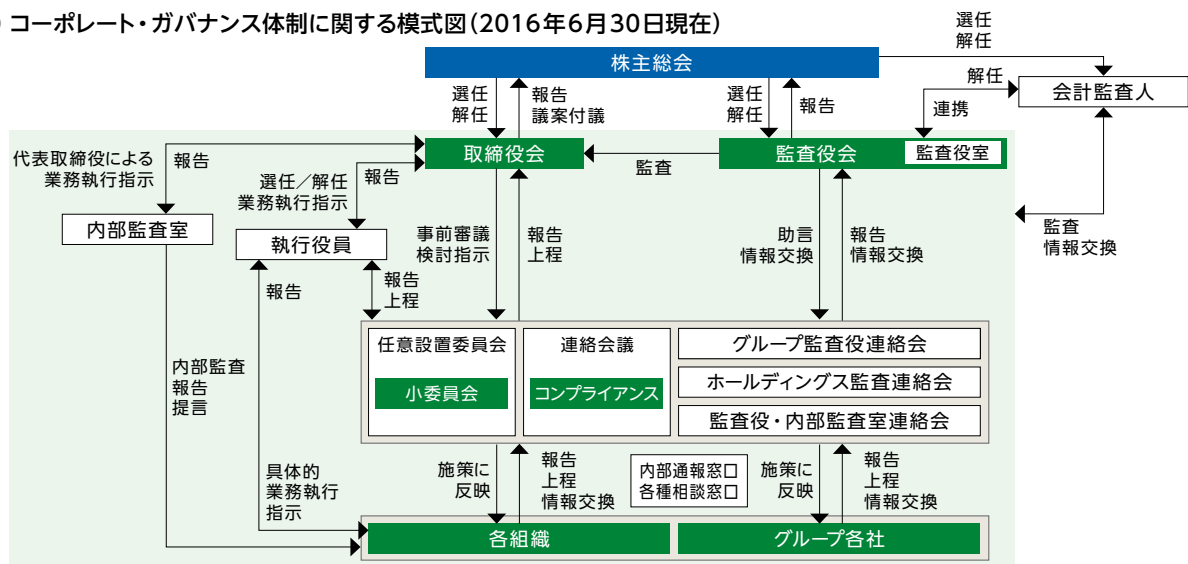 コーポレート・ガバナンス体制に関する模式図（2016年6月30日現在）
選任
解任
株主総会
解任
会計監査人
選任
解任
報告
議案付議
選任
解任
報告
連携
代表取締役による
業務執行指示
報告
取締役会
監査
監査役会
監査役室
選任／解任
業務執行指示
報告
内部監査室
執行役員
事前審議
検討指示
報告
上程
助言
情報交換
報告
情報交換
監査
情報交換
報告
報告
上程
任意設置委員会
小委員会
連絡会議
コンプライアンス
グループ監査役連絡会
ホールディングス監査連絡会
監査役・内部監査室連絡会
内部監査
報告
提言
具体的
業務執行
指示
施策に
反映
報告
上程
情報交換
内部通報窓口
各種相談窓口
施策に
反映
報告
上程
情報交換
各組織
グループ各社